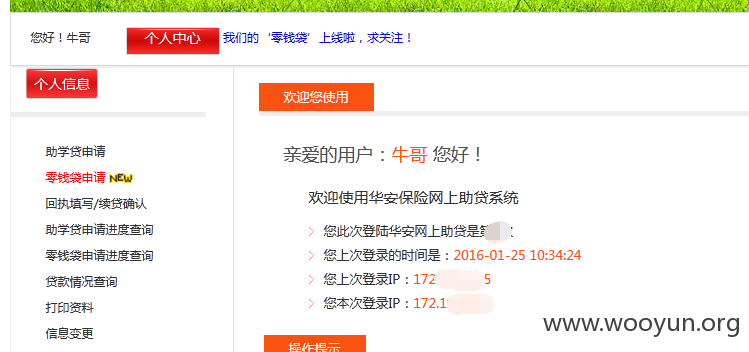 您好！牛哥
个人中心
我们的‘零钱袋’上线啦，求关注！
个人信息
助学贷申请
零钱袋申请 NEW
回执填写/续贷确认
助学贷申请进度查询
零钱袋申请进度查询
贷款情况查询
打印资料
信息变更
欢迎您使用
亲爱的用户：牛哥 您好！
欢迎使用华安保险网上助贷系统
您此次登陆华安网上助贷是第
您上次登录的时间是：2016-01-25 10:34:24
您上次登录IP：172 5
您本次登录IP：172.1
操作提示
www.wooyun.org